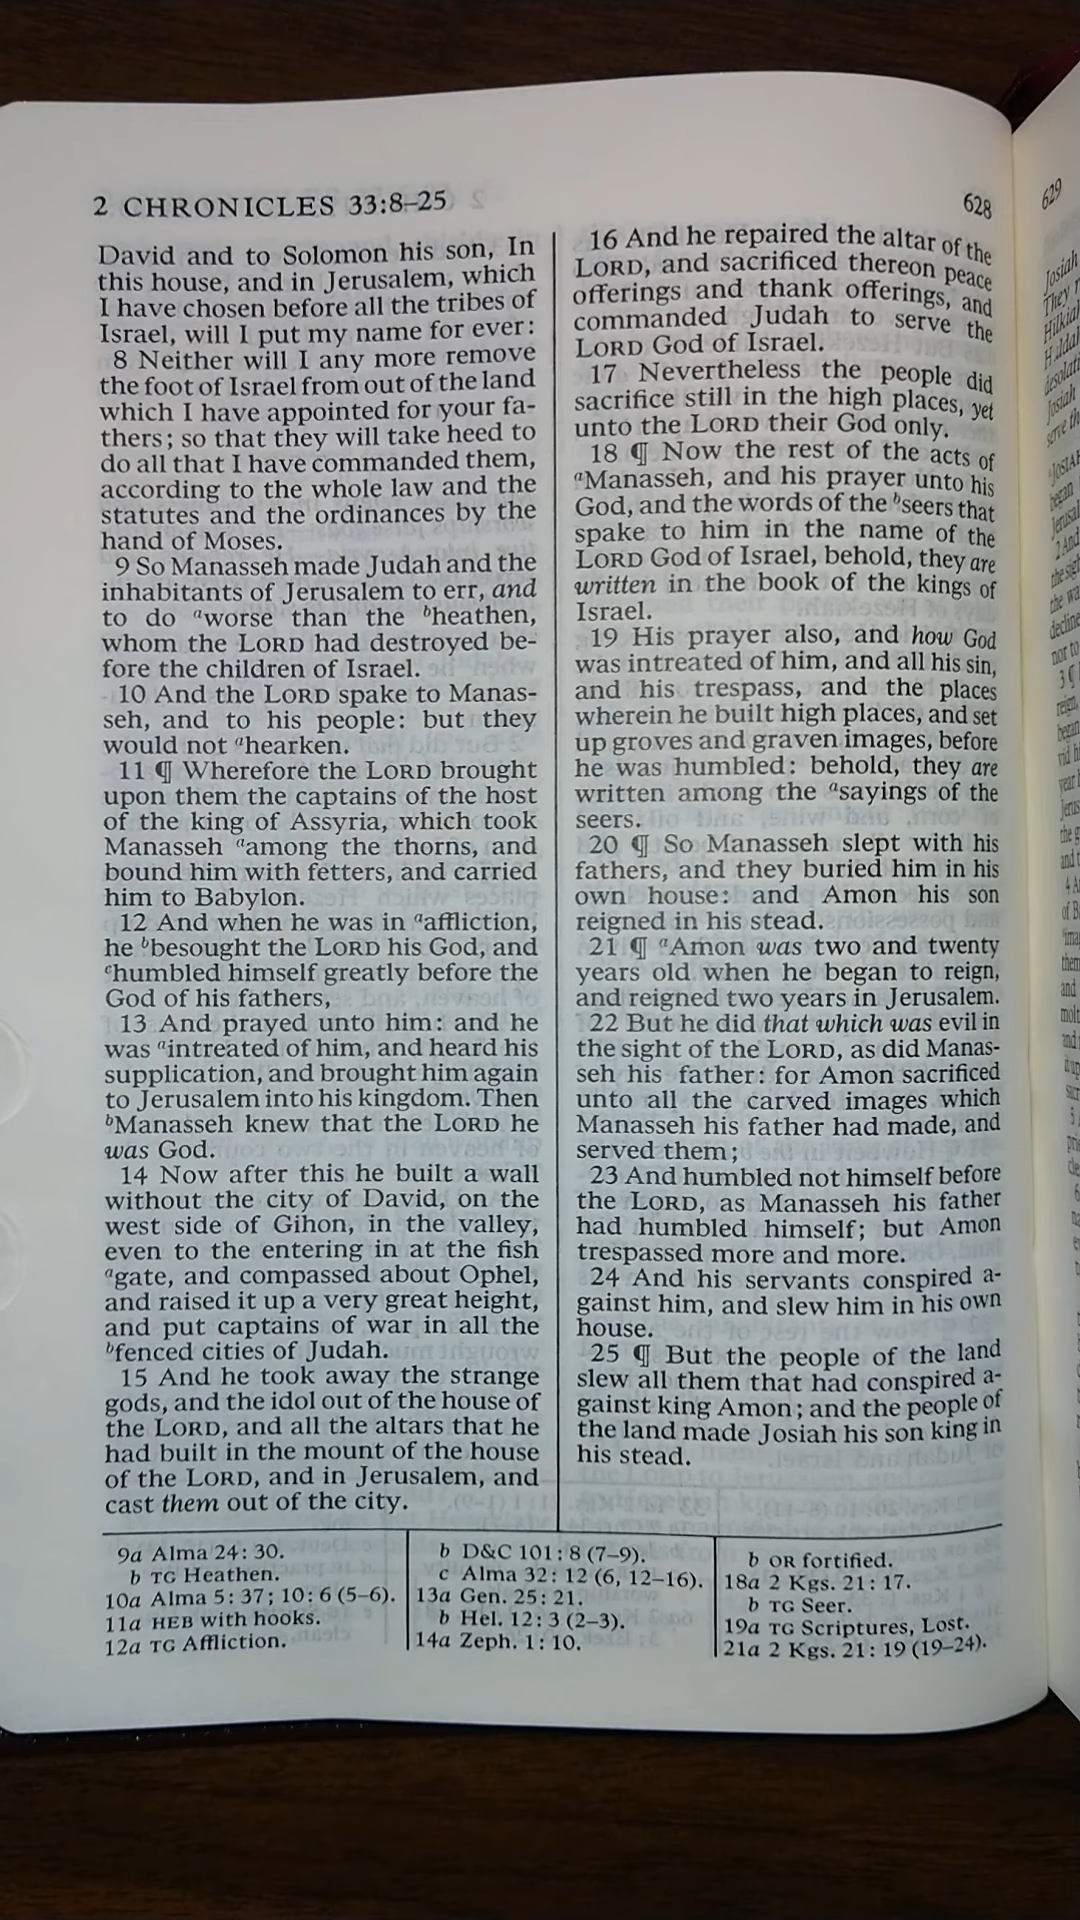 2 CHRONICLES 33:8–25
628
David and to Solomon his son, In
this house, and in Jerusalem, which
I have chosen before all the tribes of
Israel, will I put my name for ever:
8 Neither will I any more remove
the foot of Israel from out of the land
which I have appointed for your fa-
thers; so that they will take heed to
do all that I have commanded them,
according to the whole law and the
statutes and the ordinances by the
hand of Moses.
9 So Manasseh made Judah and the
inhabitants of Jerusalem to err, and
to do aworse than the bheathen,
whom the LORD had destroyed be-
fore the children of Israel.
10 And the LORD spake to Manas-
seh, and to his people: but they
would not ahearken.
11 ¶ Wherefore the LORD brought
upon them the captains of the host
of the king of Assyria, which took
Manasseh aamong the thorns, and
bound him with fetters, and carried
him to Babylon.
12 And when he was in aaffliction,
he bbesought the LORD his God, and
chumbled himself greatly before the
God of his fathers,
13 And prayed unto him: and he
was aintreated of him, and heard his
supplication, and brought him again
to Jerusalem into his kingdom. Then
bManasseh knew that the LORD he
was God.
14 Now after this he built a wall
without the city of David, on the
west side of Gihon, in the valley,
even to the entering in at the fish
agate, and compassed about Ophel,
and raised it up a very great height,
and put captains of war in all the
bfenced cities of Judah.
15 And he took away the strange
gods, and the idol out of the house of
the LORD, and all the altars that he
had built in the mount of the house
of the LORD, and in Jerusalem, and
cast them out of the city.
16 And he repaired the altar of the
LORD, and sacrificed thereon peace
offerings and thank offerings, and
commanded Judah to serve the
LORD God of Israel.
17 Nevertheless the people did
sacrifice still in the high places, yet
unto the LORD their God only.
18 ¶ Now the rest of the acts of
aManasseh, and his prayer unto his
God, and the words of the bseers that
spake to him in the name of the
LORD God of Israel, behold, they are
written in the book of the kings of
Israel.
19 His prayer also, and how God
was intreated of him, and all his sin,
and his trespass, and the places
wherein he built high places, and set
up groves and graven images, before
he was humbled: behold, they are
written among the asayings of the
seers.
20 ¶ So Manasseh slept with his
fathers, and they buried him in his
own house: and Amon his son
reigned in his stead.
21 ¶ aAmon was two and twenty
years old when he began to reign,
and reigned two years in Jerusalem.
22 But he did that which was evil in
the sight of the LORD, as did Manas-
seh his father: for Amon sacrificed
unto all the carved images which
Manasseh his father had made, and
served them;
23 And humbled not himself before
the LORD, as Manasseh his father
had humbled himself; but Amon
trespassed more and more.
24 And his servants conspired a-
gainst him, and slew him in his own
house.
25 ¶ But the people of the land
slew all them that had conspired a-
gainst king Amon; and the people of
the land made Josiah his son king in
his stead.
9a Alma 24: 30.
b TG Heathen.
10a Alma 5: 37; 10: 6 (5–6).
11a HEB with hooks.
12a TG Affliction.
b D&C 101: 8 (7–9).
c Alma 32: 12 (6, 12–16).
13a Gen. 25: 21.
b Hel. 12: 3 (2–3).
14a Zeph. 1: 10.
b OR fortified.
18a 2 Kgs. 21: 17.
b TG Seer.
19a TG Scriptures, Lost.
21a 2 Kgs. 21: 19 (19–24).
629
Josiah
They